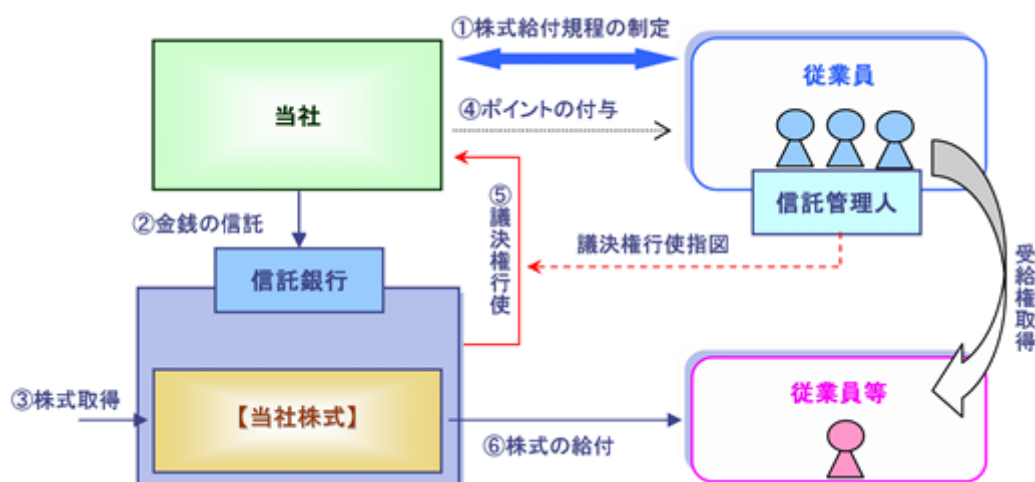 ①株式給付規程の制定
従業員
当社
④ポイントの付与
信託管理人
②金銭の信託
⑤議決権行使
議決権行使指図
受給権取得
信託銀行
③株式取得
【当社株式】
従業員等
⑥株式の給付